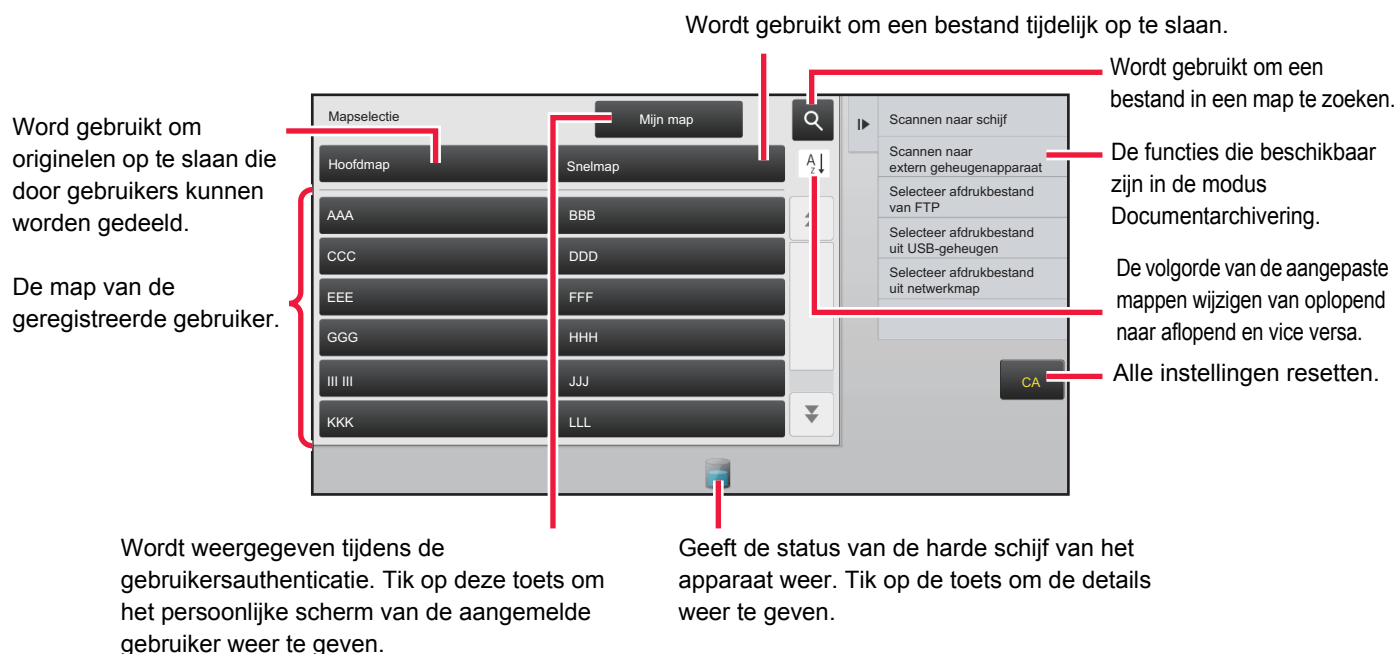 Wordt gebruikt om een bestand tijdelijk op te slaan.
Wordt gebruikt om een
bestand in een map te zoeken.
Word gebruikt om
originelen op te slaan die
door gebruikers kunnen
worden gedeeld.
De map van de
geregistreerde gebruiker.
Mapselectie
Mijn map
Hoofdmap
Snelmap
A
z
AAA
BBB
CCC
DDD
EEE
FFF
GGG
HHH
III III
JJJ
KKK
LLL
Scannen naar schijf
Scannen naar
extern geheugenapparaat
Selecteer afdrukbestand
van FTP
Selecteer afdrukbestand
uit USB-geheugen
Selecteer afdrukbestand
uit netwerkmap
CA
De functies die beschikbaar
zijn in de modus
Documentarchivering.
De volgorde van de aangepaste
mappen wijzigen van oplopend
naar aflopend en vice versa.
Alle instellingen resetten.
Wordt weergegeven tijdens de
gebruikersauthenticatie. Tik op deze toets om
het persoonlijke scherm van de aangemelde
gebruiker weer te geven.
Geeft de status van de harde schijf van het
apparaat weer. Tik op de toets om de details
weer te geven.